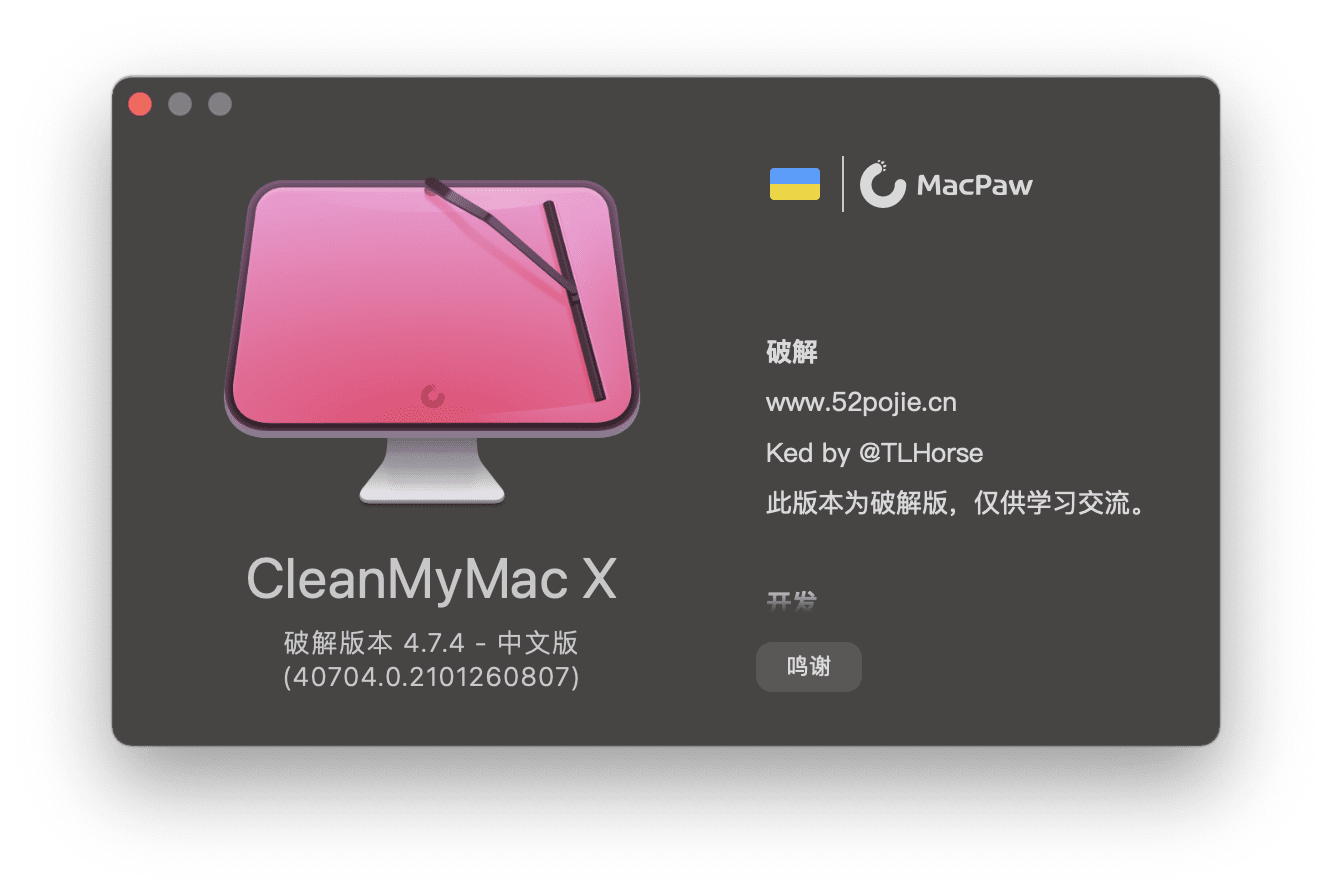 MacPaw
破解
www.52pojie.cn
Ked by @TLHorse
此版本为破解版，仅供学习交流。
开发
鸣谢
CleanMyMac X
破解版本 4.7.4 - 中文版
(40704.0.2101260807)